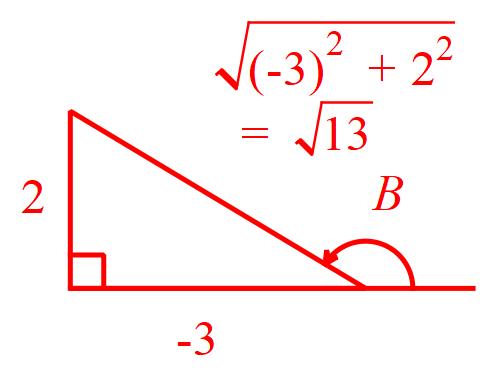 √(-3)² + 2²
= √13
B
2
-3